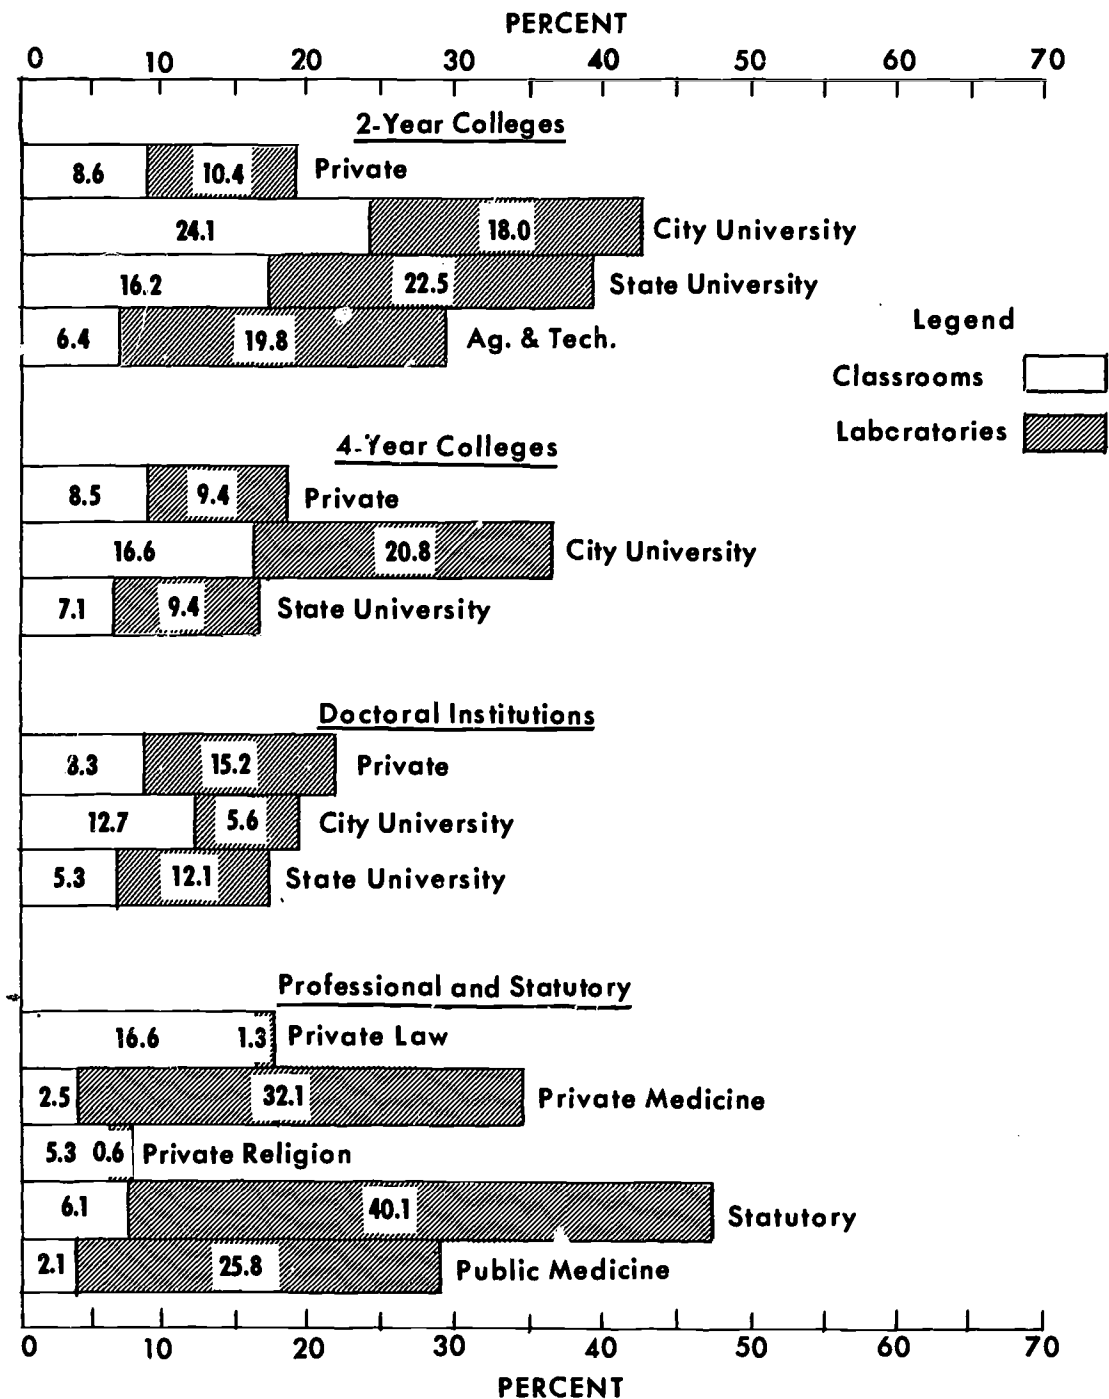 PERCENT
0 10 20 30 40 50 60 70
2-Year Colleges
8.6 10.4 Private
24.1 18.0 City University
16.2 22.5 State University
6.4 19.8 Ag. & Tech.
Legend
Classrooms
Laboratories
4-Year Colleges
8.5 9.4 Private
16.6 20.8 City University
7.1 9.4 State University
Doctoral Institutions
8.3 15.2 Private
12.7 5.6 City University
5.3 12.1 State University
Professional and Statutory
16.6 1.3 Private Law
2.5 32.1 Private Medicine
5.3 0.6 Private Religion
6.1 40.1 Statutory
2.1 25.8 Public Medicine
0 10 20 30 40 50 60 70
PERCENT